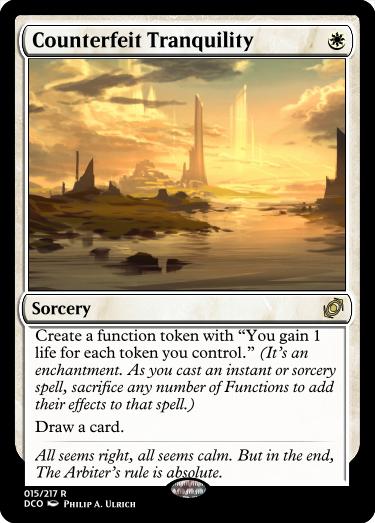 Counterfeit Tranquility
Sorcery
Create a function token with “You gain 1
life for each token you control.” (It’s an
enchantment. As you cast an instant or sorcery
spell, sacrifice any number of Functions to add
their effects to that spell.)
Draw a card.
All seems right, all seems calm. But in the end,
The Arbiter’s rule is absolute.
015/217 R
DCO PHILIP A. ULRICH